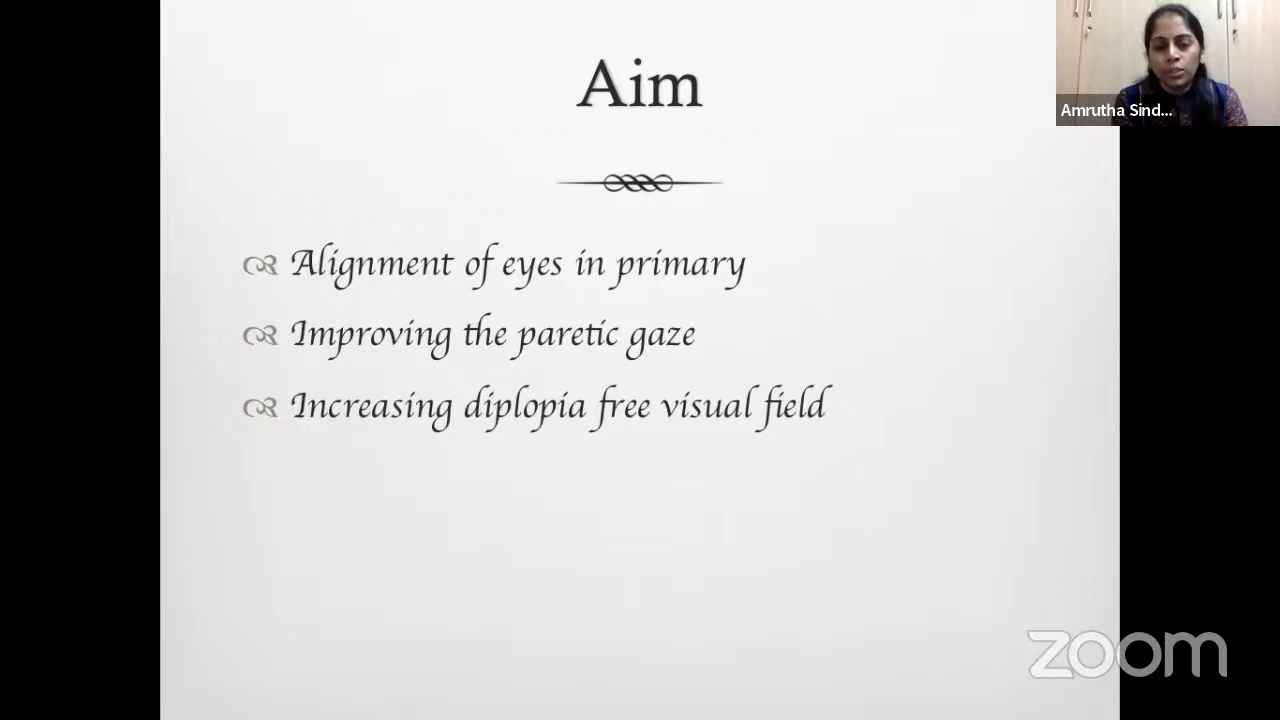 Aim
Amrutha Sind...
Alignment of eyes in primary
Improving the paretic gaze
Increasing diplopia free visual field
zoom